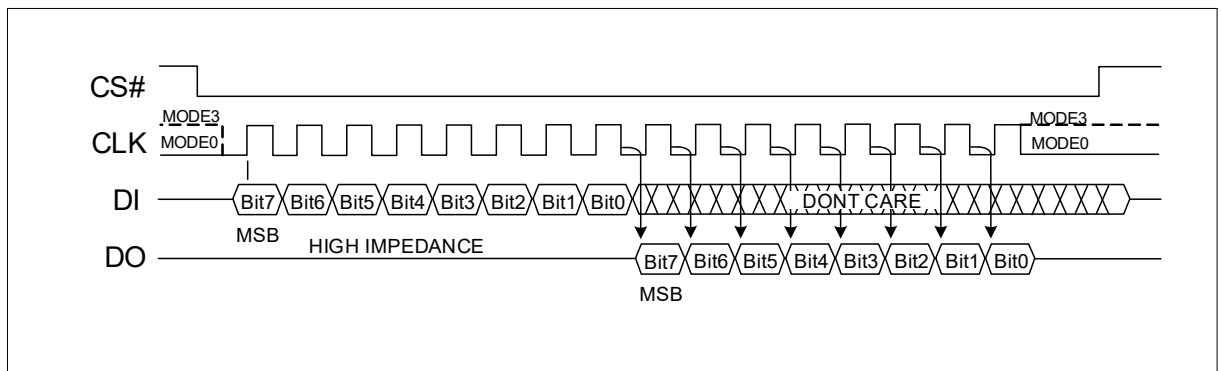 CS#
MODE3 MODE3
CLK MODE0 MODE0
DI Bit7 Bit6 Bit5 Bit4 Bit3 Bit2 Bit1 Bit0 DONT CARE
MSB HIGH IMPEDANCE
DO Bit7 Bit6 Bit5 Bit4 Bit3 Bit2 Bit1 Bit0
MSB